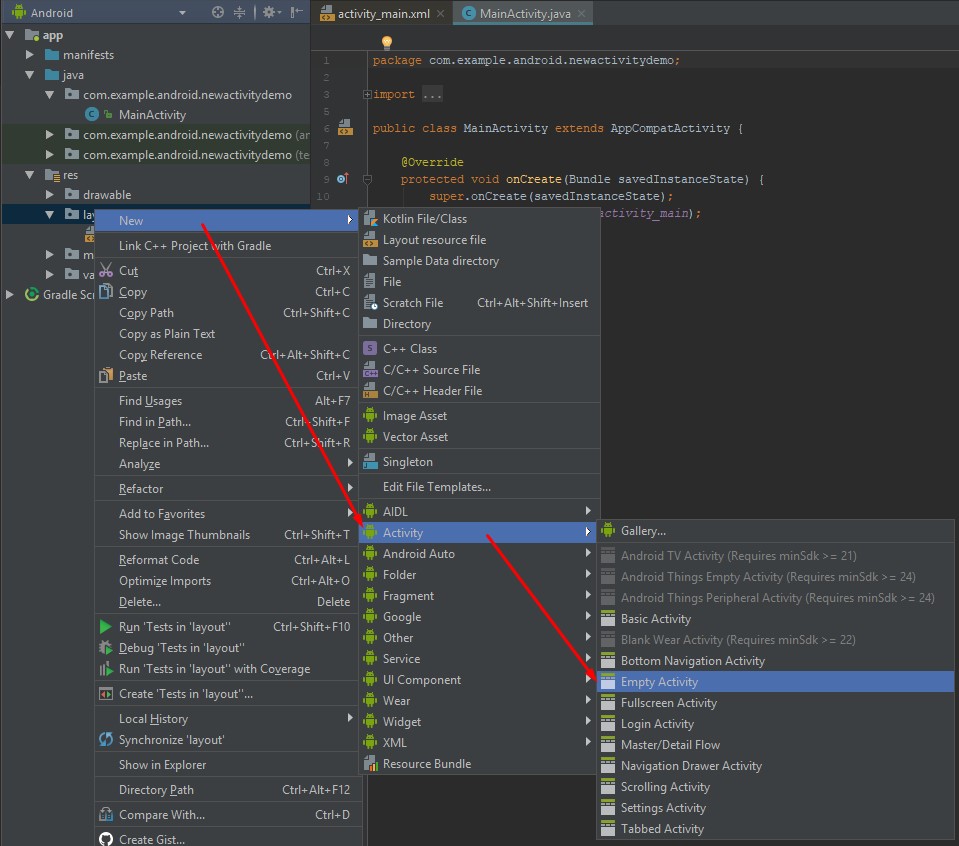 Android
app
manifests
java
com.example.android.newactivitydemo
MainActivity
com.example.android.newactivitydemo (an
com.example.android.newactivitydemo (te
res
drawable
lay
m
va
Gradle Scr
activity_main.xml
MainActivity.java
1 package com.example.android.newactivitydemo;
2
3 import ...
5
6 public class MainActivity extends AppCompatActivity {
7
8 @Override
9 protected void onCreate(Bundle savedInstanceState) {
10 super.onCreate(savedInstanceState);
activity_main);
New
Link C++ Project with Gradle
Cut Ctrl+X
Copy Ctrl+C
Copy Path Ctrl+Shift+C
Copy as Plain Text
Copy Reference Ctrl+Alt+Shift+C
Paste Ctrl+V
Find Usages Alt+F7
Find in Path... Ctrl+Shift+F
Replace in Path... Ctrl+Shift+R
Analyze
Refactor
Add to Favorites
Show Image Thumbnails Ctrl+Shift+T
Reformat Code Ctrl+Alt+L
Optimize Imports Ctrl+Alt+O
Delete... Delete
Run 'Tests in 'layout'' Ctrl+Shift+F10
Debug 'Tests in 'layout''
Run 'Tests in 'layout'' with Coverage
Create 'Tests in 'layout''...
Local History
Synchronize 'layout'
Show in Explorer
Directory Path Ctrl+Alt+F12
Compare With... Ctrl+D
Create Gist...
Kotlin File/Class
Layout resource file
Sample Data directory
File
Scratch File Ctrl+Alt+Shift+Insert
Directory
C++ Class
C/C++ Source File
C/C++ Header File
Image Asset
Vector Asset
Singleton
Edit File Templates...
AIDL
Activity
Android Auto
Folder
Fragment
Google
Other
Service
UI Component
Wear
Widget
XML
Resource Bundle
Gallery...
Android TV Activity (Requires minSdk >= 21)
Android Things Empty Activity (Requires minSdk >= 24)
Android Things Peripheral Activity (Requires minSdk >= 24)
Basic Activity
Blank Wear Activity (Requires minSdk >= 22)
Bottom Navigation Activity
Empty Activity
Fullscreen Activity
Login Activity
Master/Detail Flow
Navigation Drawer Activity
Scrolling Activity
Settings Activity
Tabbed Activity